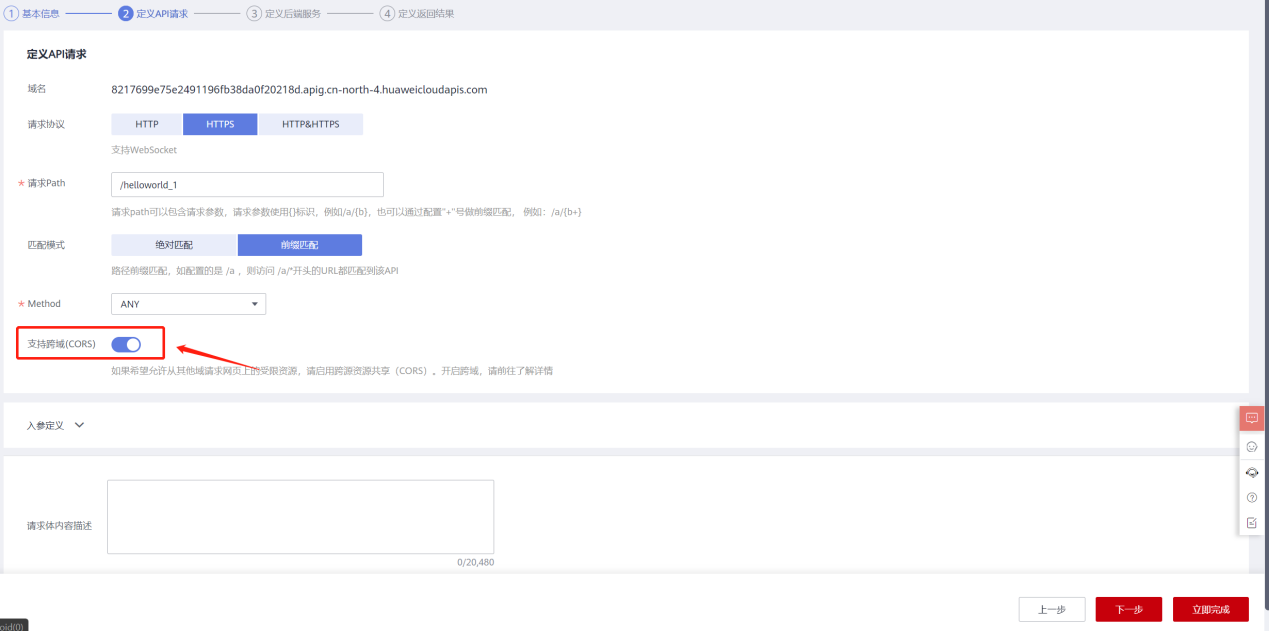 1 基本信息 2 定义API请求 3 定义后端服务 4 定义返回结果
定义API请求
域名 8217699e75e2491196fb38da0f20218d.apig.cn-north-4.huaweicloudapis.com
请求协议 HTTP HTTPS HTTP&HTTPS
支持WebSocket
* 请求Path /helloworld_1
请求path可以包含请求参数，请求参数使用{}标识，例如/a/{b}，也可以通过配置"+"号做前缀匹配， 例如：/a/{b+}
匹配模式 绝对匹配 前缀匹配
路径前缀匹配，如配置的是 /a ，则访问 /a/*开头的URL都匹配到该API
* Method ANY
支持跨域(CORS)
如果希望允许从其他域请求网页上的受限资源，请启用跨源资源共享（CORS）。开启跨域，请前往了解详情
入参定义
请求体内容描述
0/20,480
上一步 下一步 立即完成
oid(0)